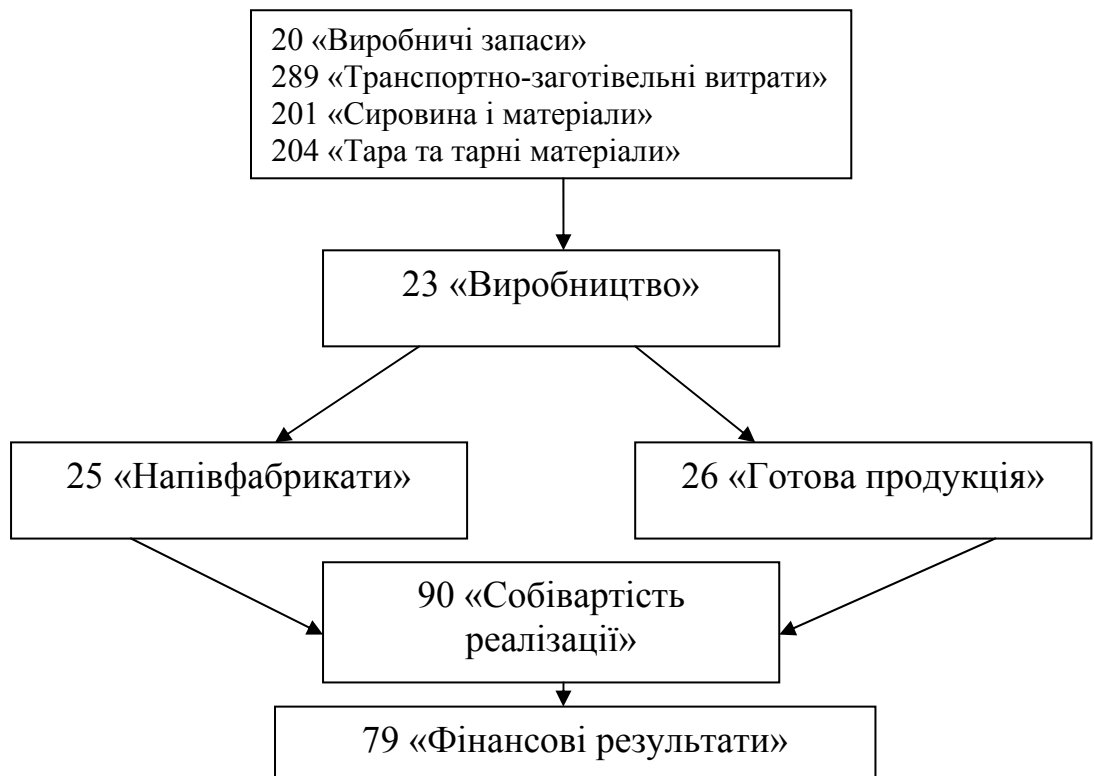 20 «Виробничі запаси»
289 «Транспортно-заготівельні витрати»
201 «Сировина і матеріали»
204 «Тара та тарні матеріали»
23 «Виробництво»
25 «Напівфабрикати»
26 «Готова продукція»
90 «Собівартість
реалізації»
79 «Фінансові результати»